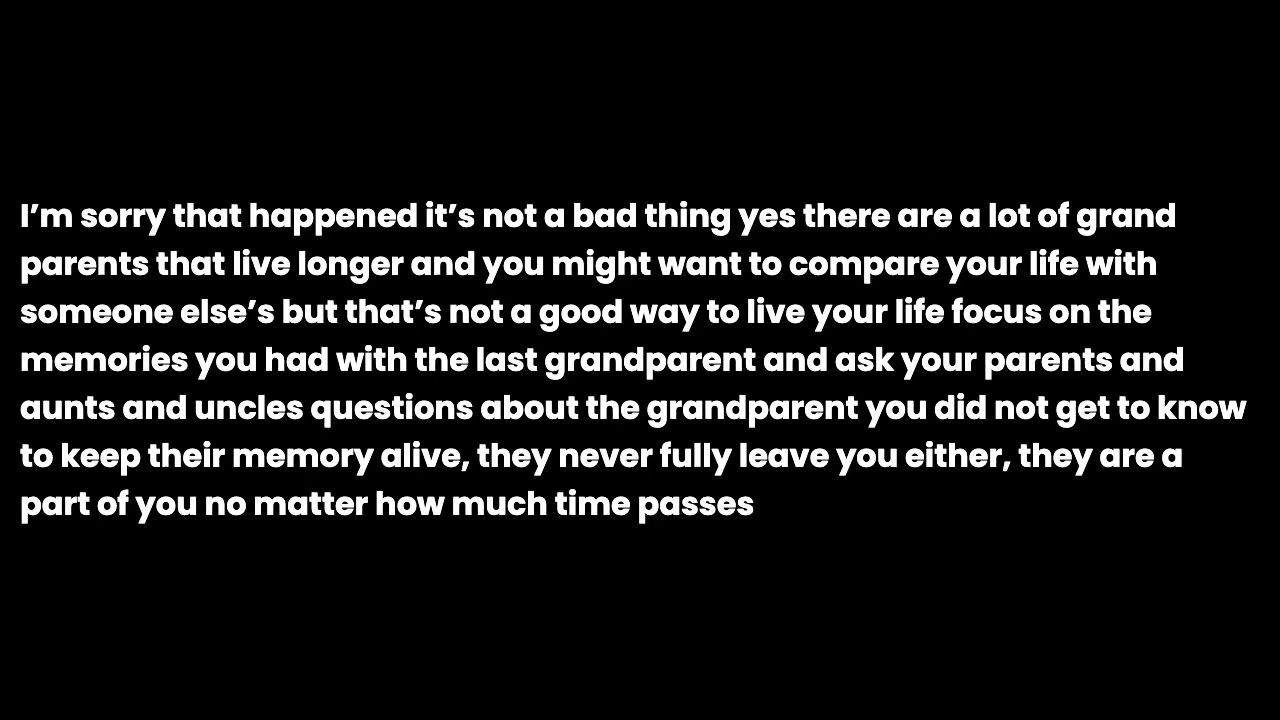 I’m sorry that happened it’s not a bad thing yes there are a lot of grand
parents that live longer and you might want to compare your life with
someone else’s but that’s not a good way to live your life focus on the
memories you had with the last grandparent and ask your parents and
aunts and uncles questions about the grandparent you did not get to know
to keep their memory alive, they never fully leave you either, they are a
part of you no matter how much time passes